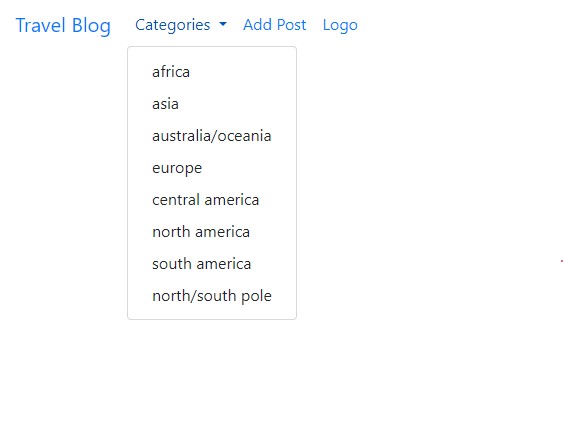 Travel Blog Categories Add Post Logo
africa
asia
australia/oceania
europe
central america
north america
south america
north/south pole